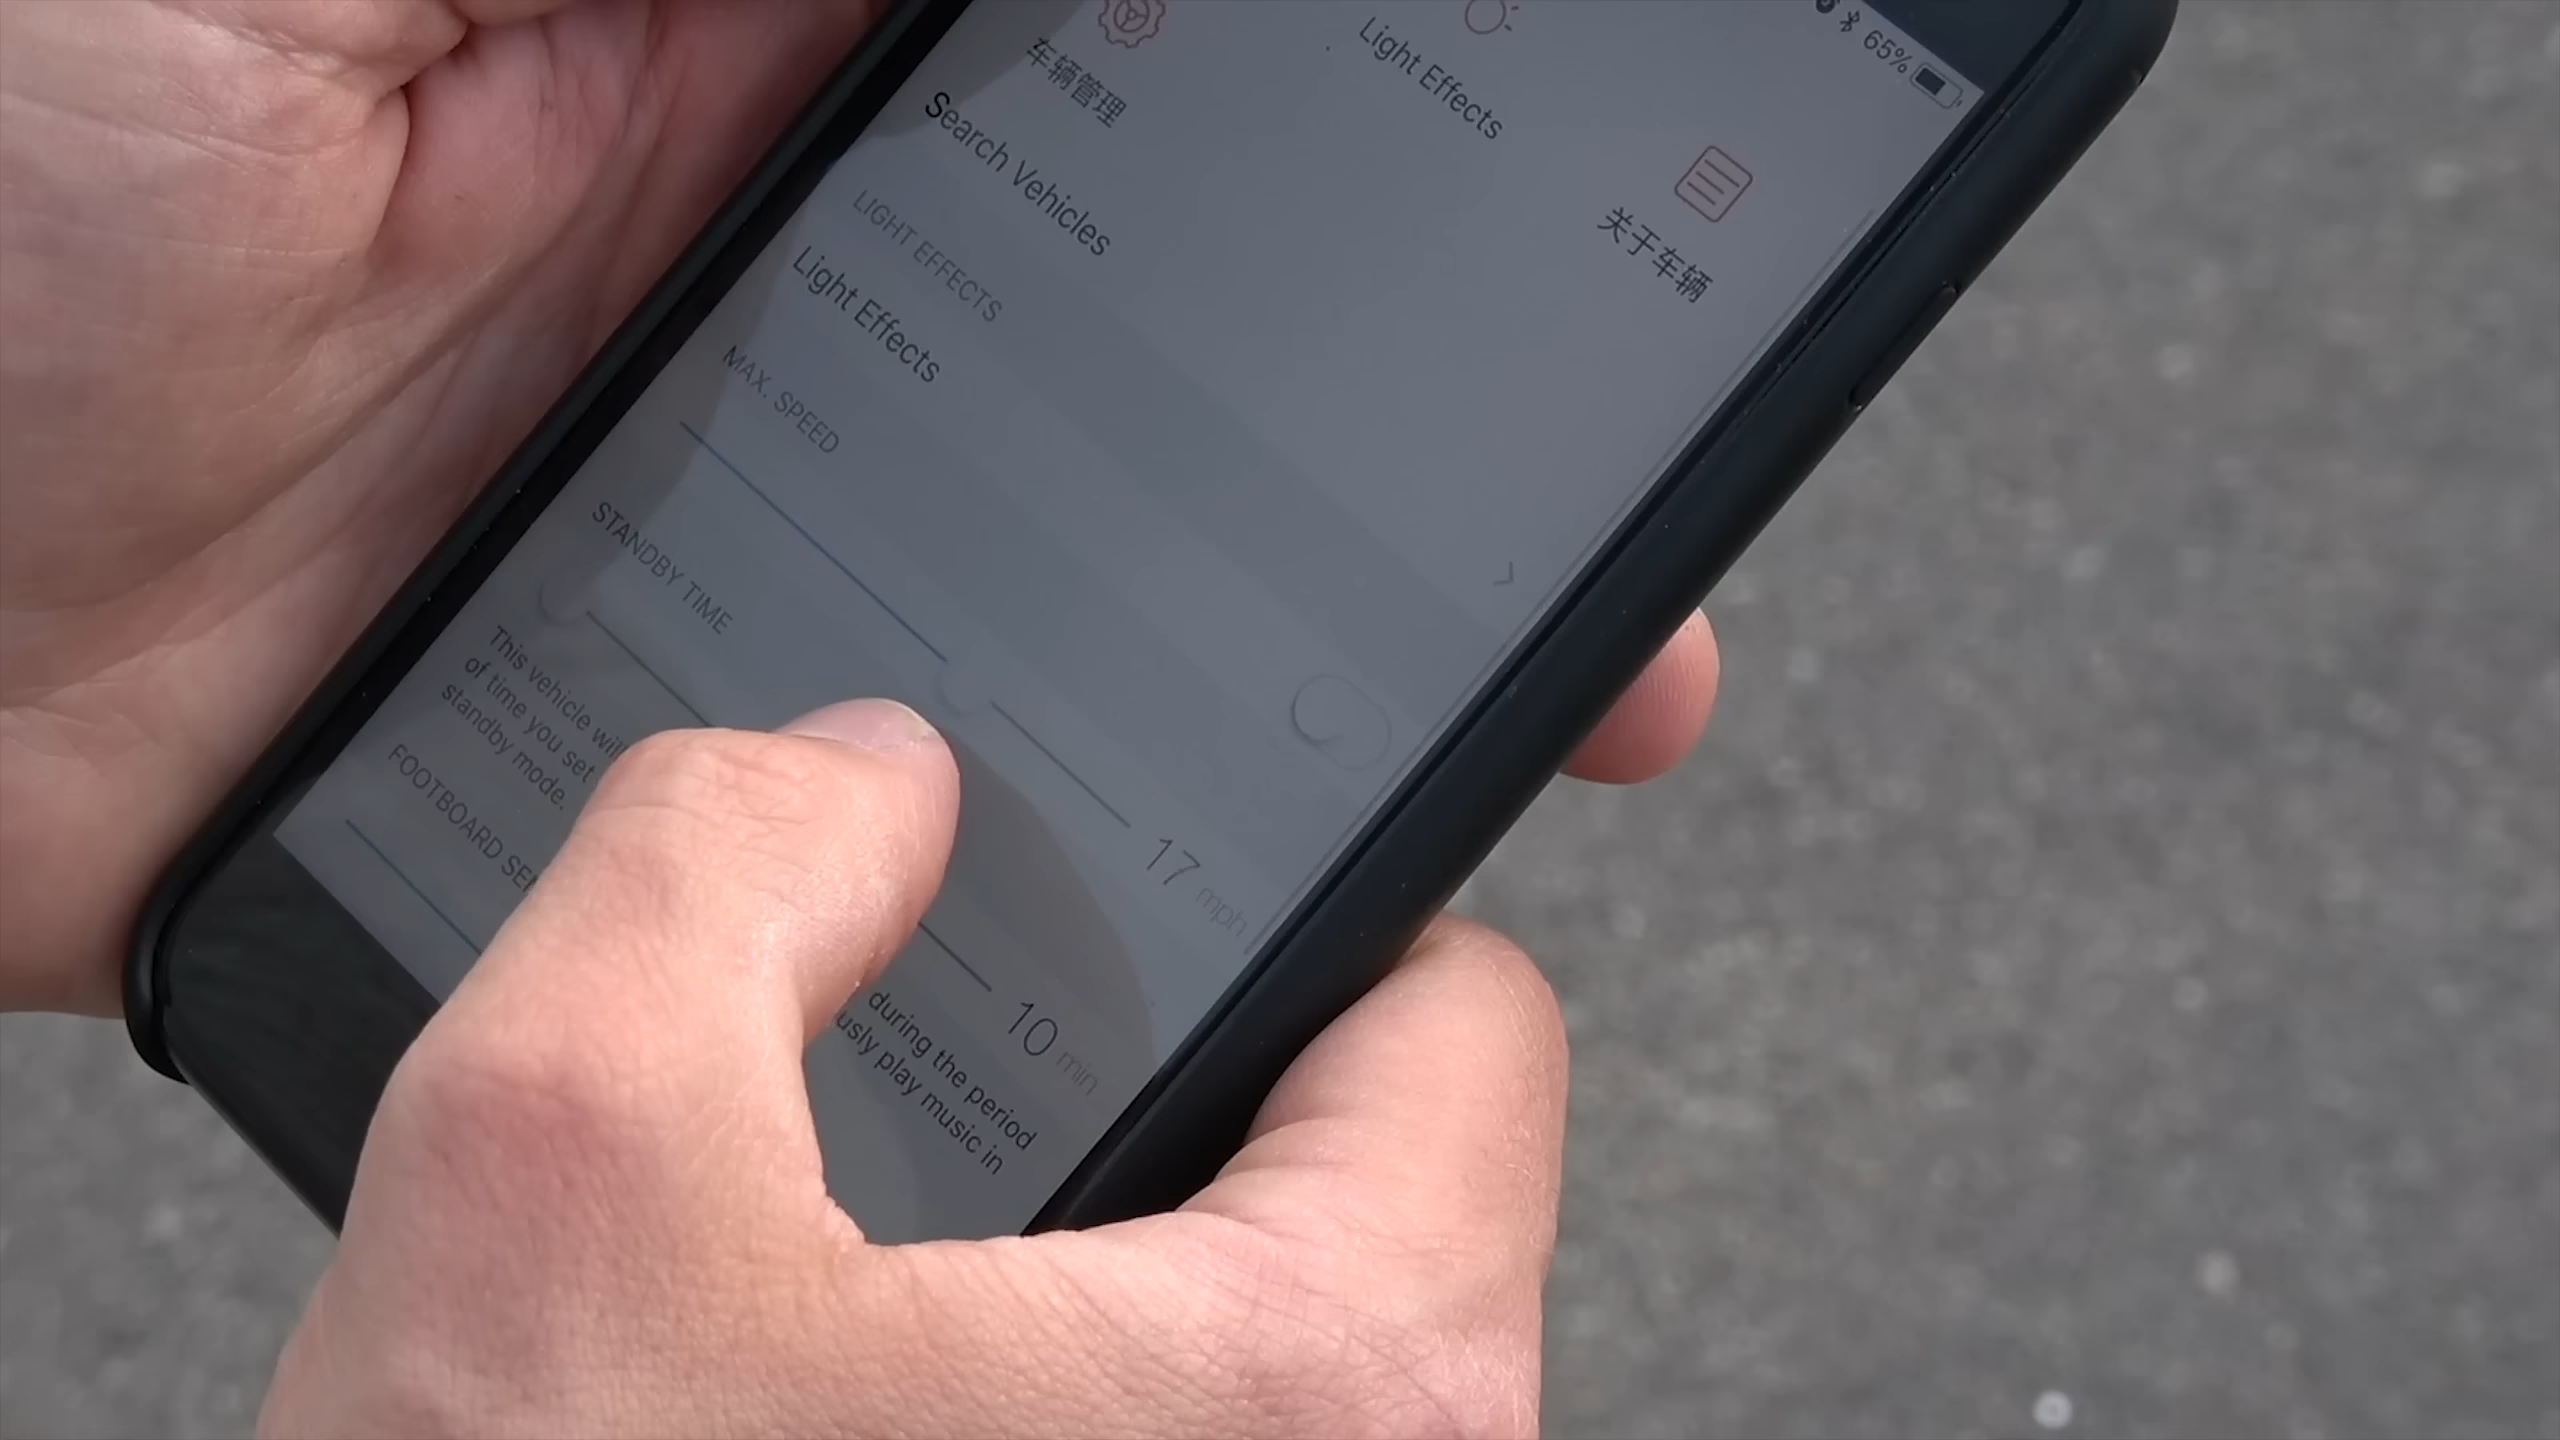 65%
车辆管理
Light Effects
关于车辆
Search Vehicles
LIGHT EFFECTS
Light Effects
MAX. SPEED
17 mph
STANDBY TIME
10 min
This vehicle will during the period
of time you set play music in
standby mode.
FOOTBOARD